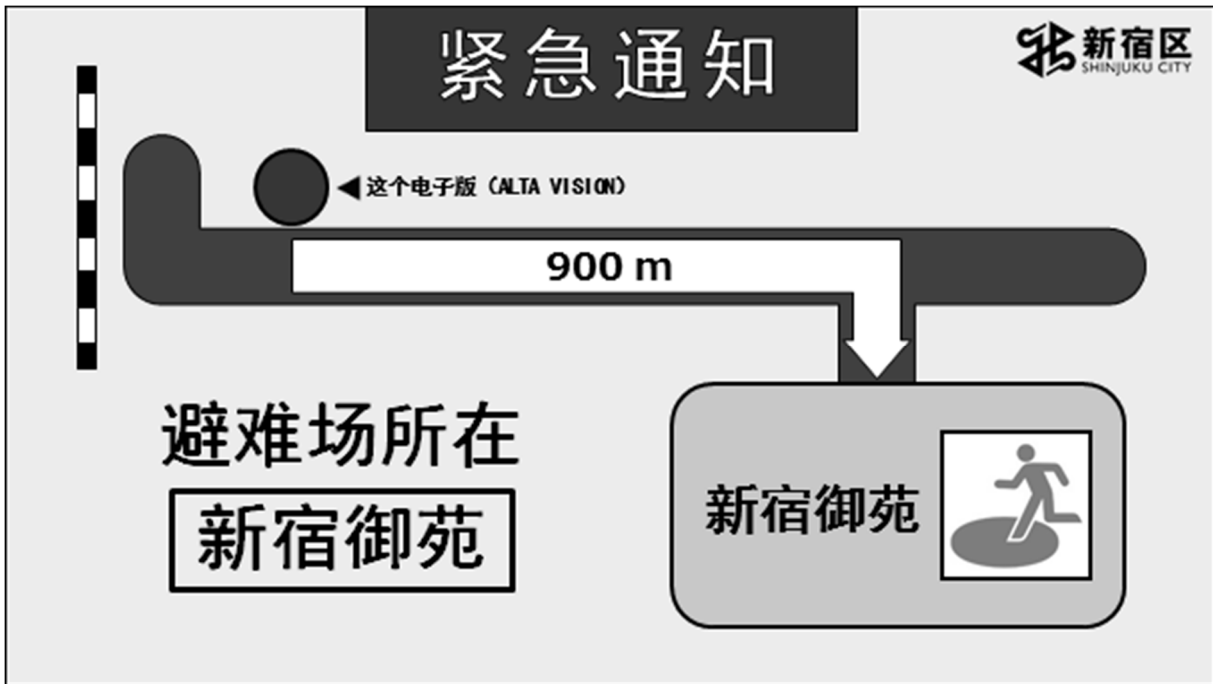 紧急通知
新宿区
SHINJUKU CITY
这个电子版（ALTA VISION）
900 m
避难场所在
新宿御苑
新宿御苑